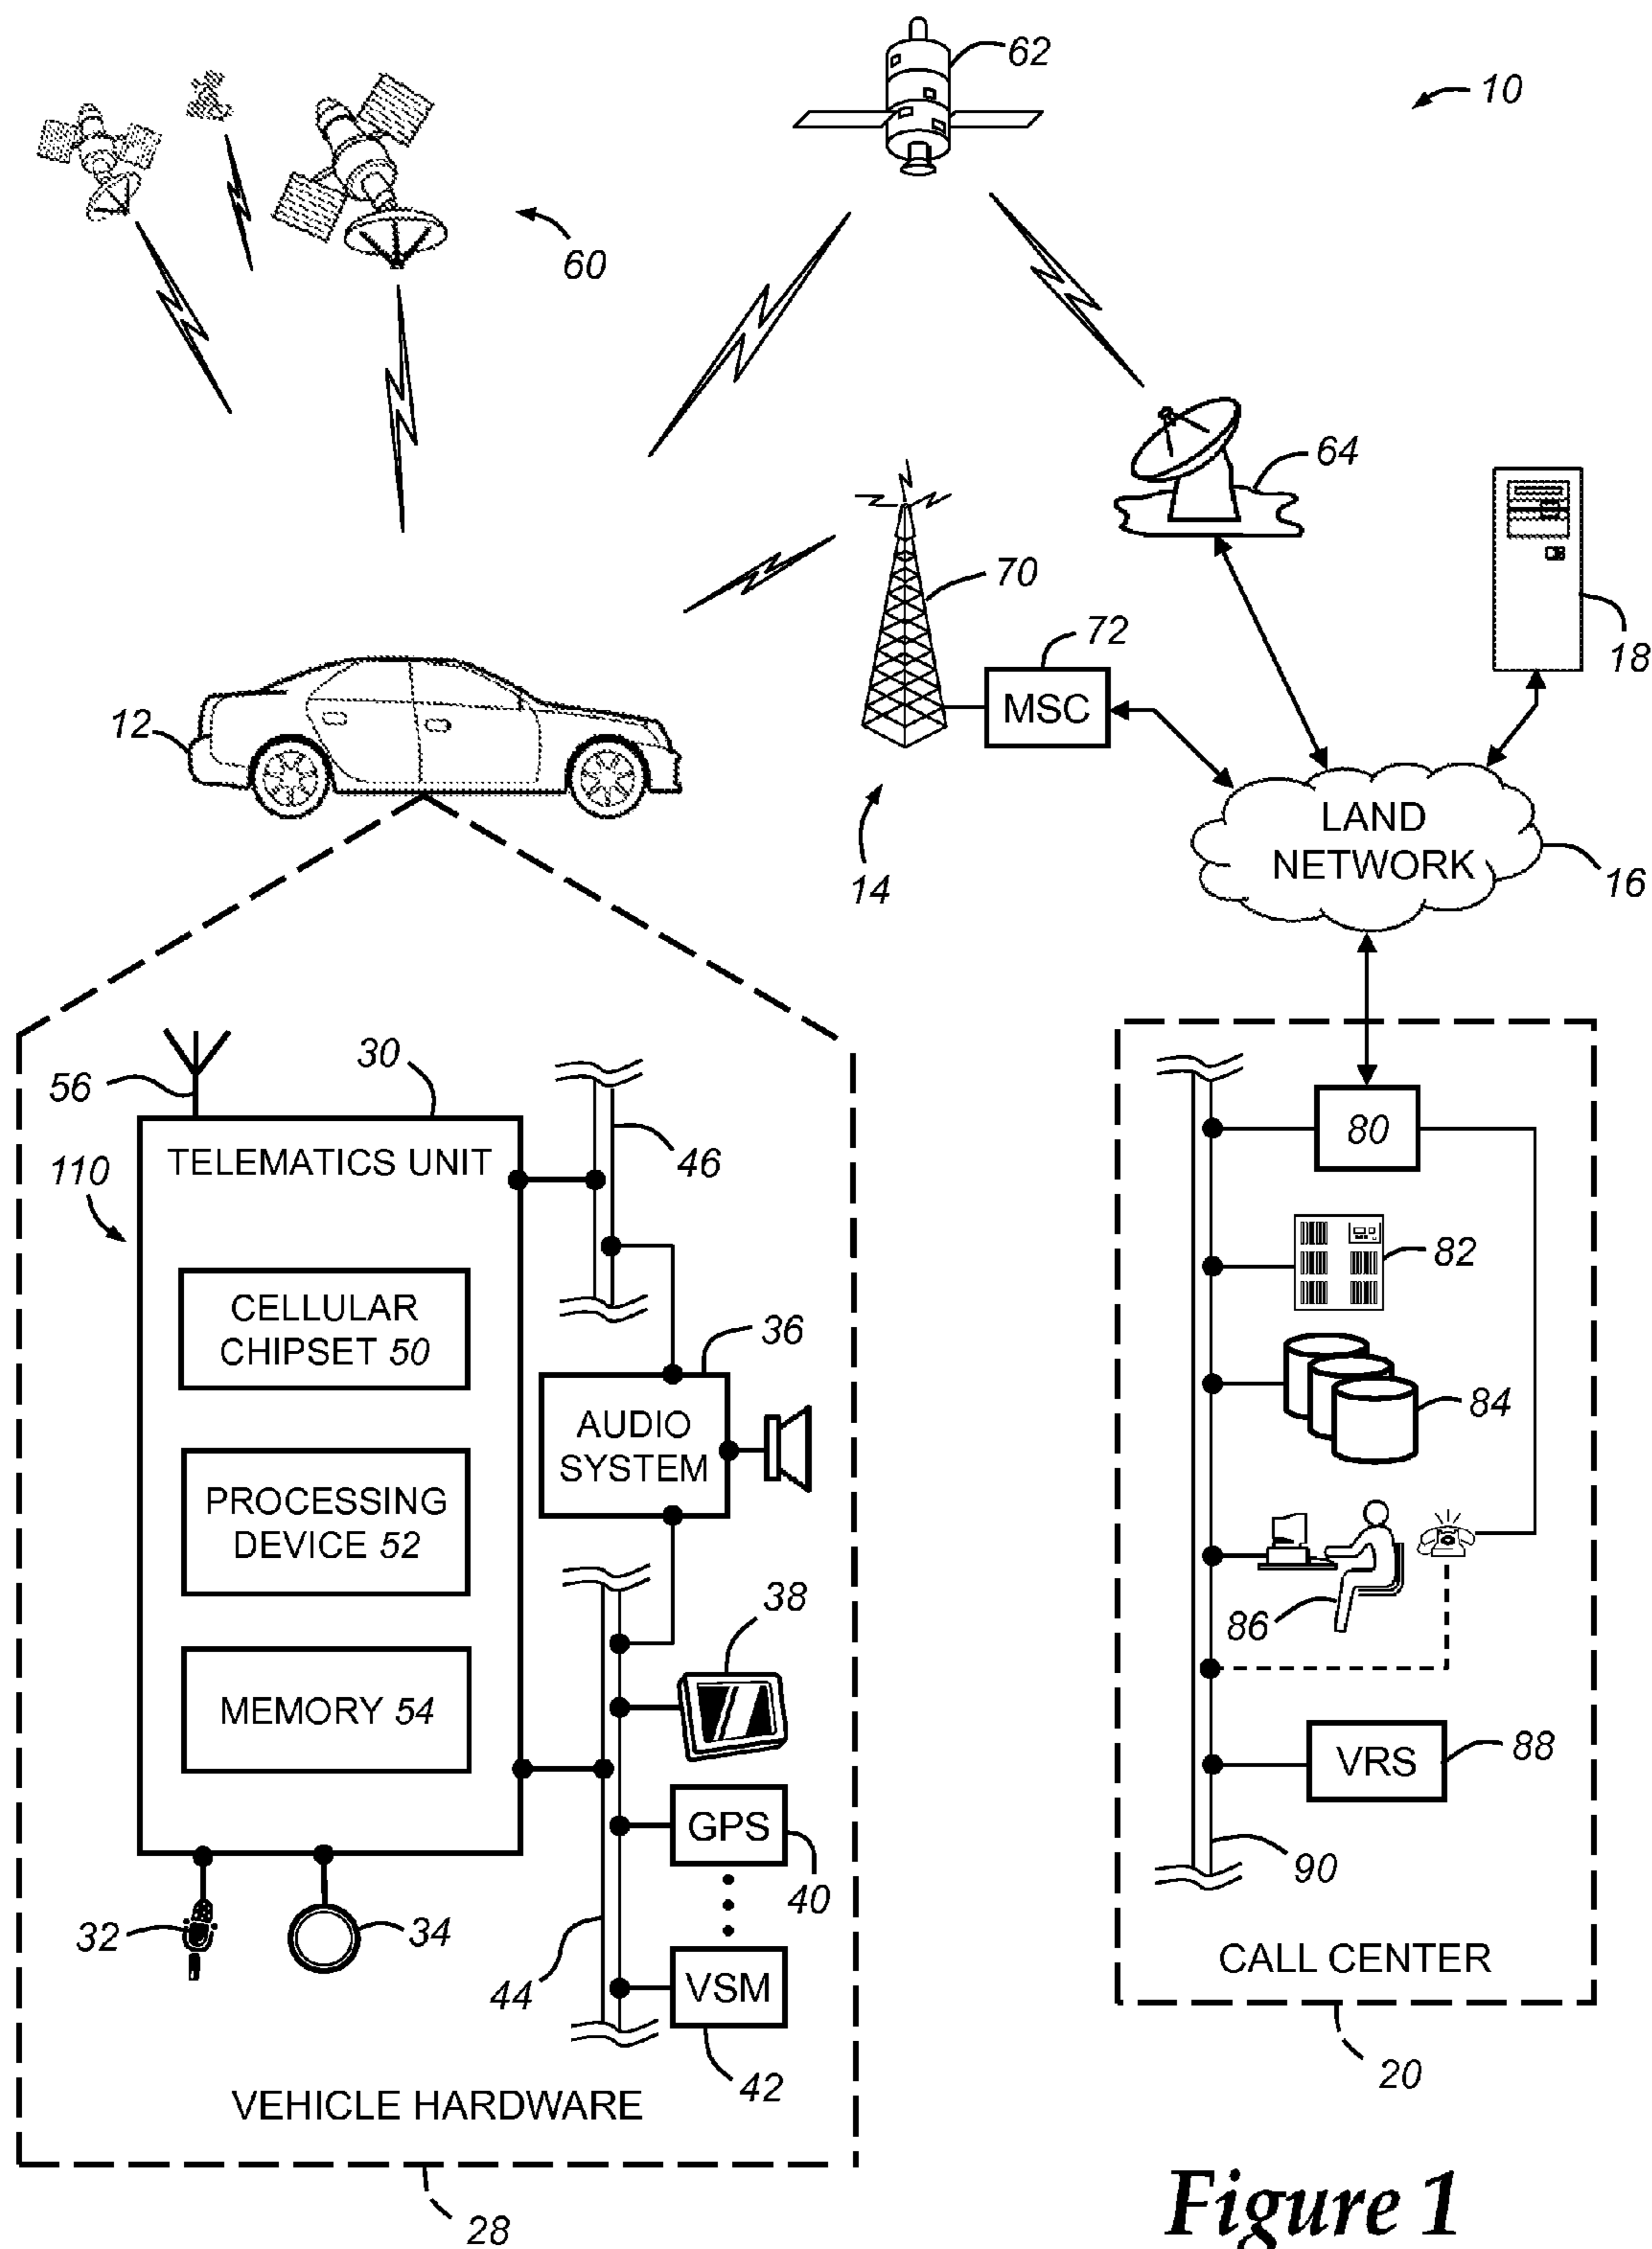 62
10
60
64
70
72
18
MSC
12
LAND
NETWORK
16
14
30
56
TELEMATICS UNIT
46
110
80
82
CELLULAR
CHIPSET 50
36
AUDIO
SYSTEM
84
PROCESSING
DEVICE 52
38
86
MEMORY 54
VRS
88
GPS
40
90
32
34
44
VSM
CALL CENTER
42
20
VEHICLE HARDWARE
28
Figure 1